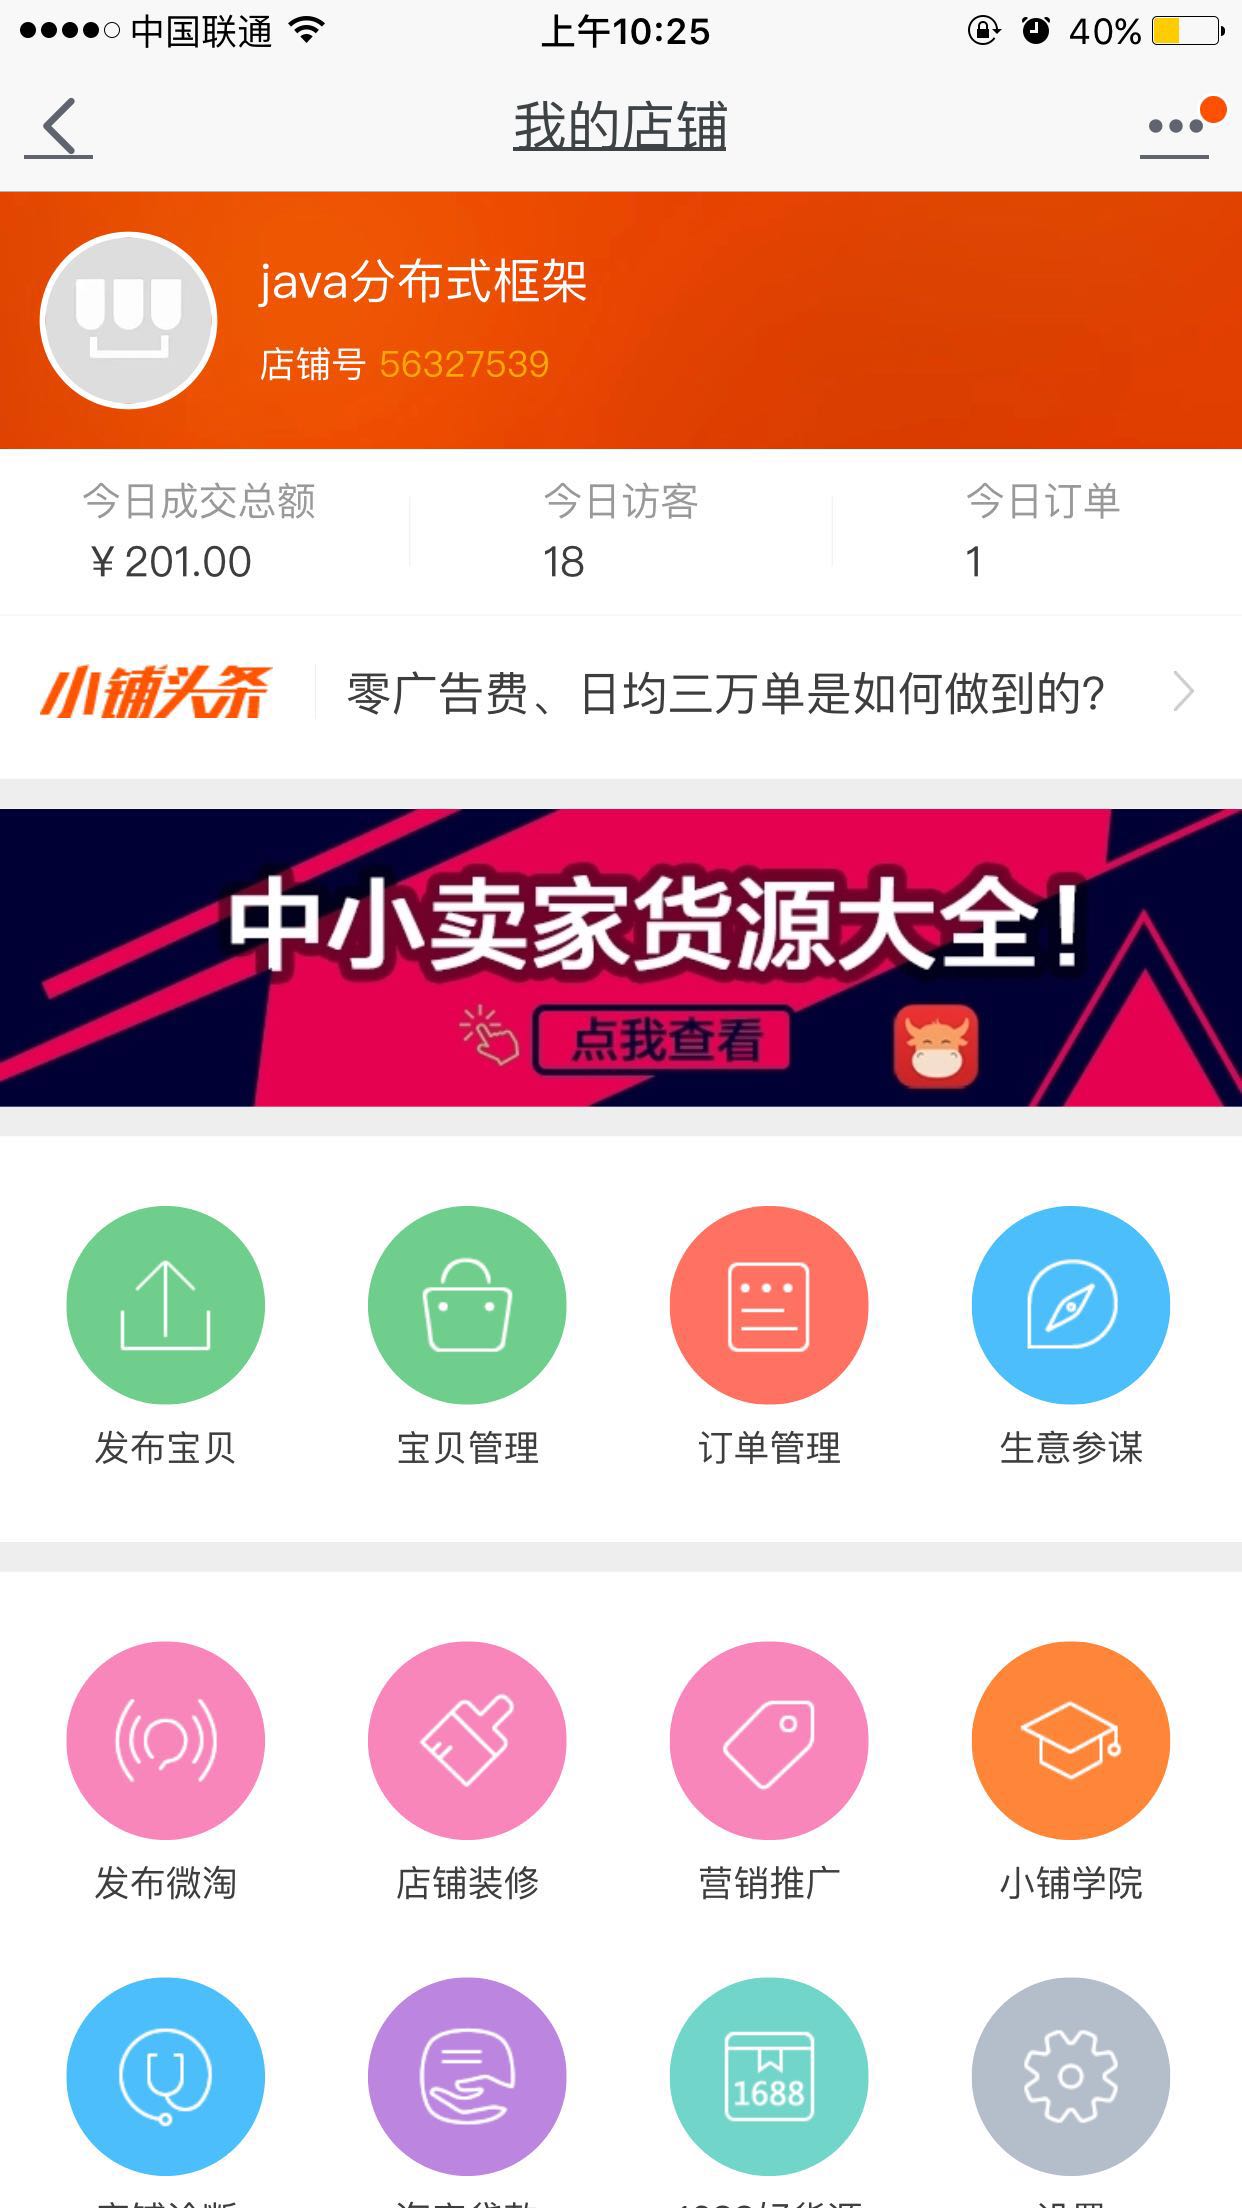 中国联通 上午10:25 40%
我的店铺
java分布式框架
店铺号 56327539
今日成交总额 今日访客 今日订单
￥201.00 18 1
小铺头条 零广告费、日均三万单是如何做到的?
中小卖家货源大全!
点我查看
发布宝贝 宝贝管理 订单管理 生意参谋
发布微淘 店铺装修 营销推广 小铺学院
1688